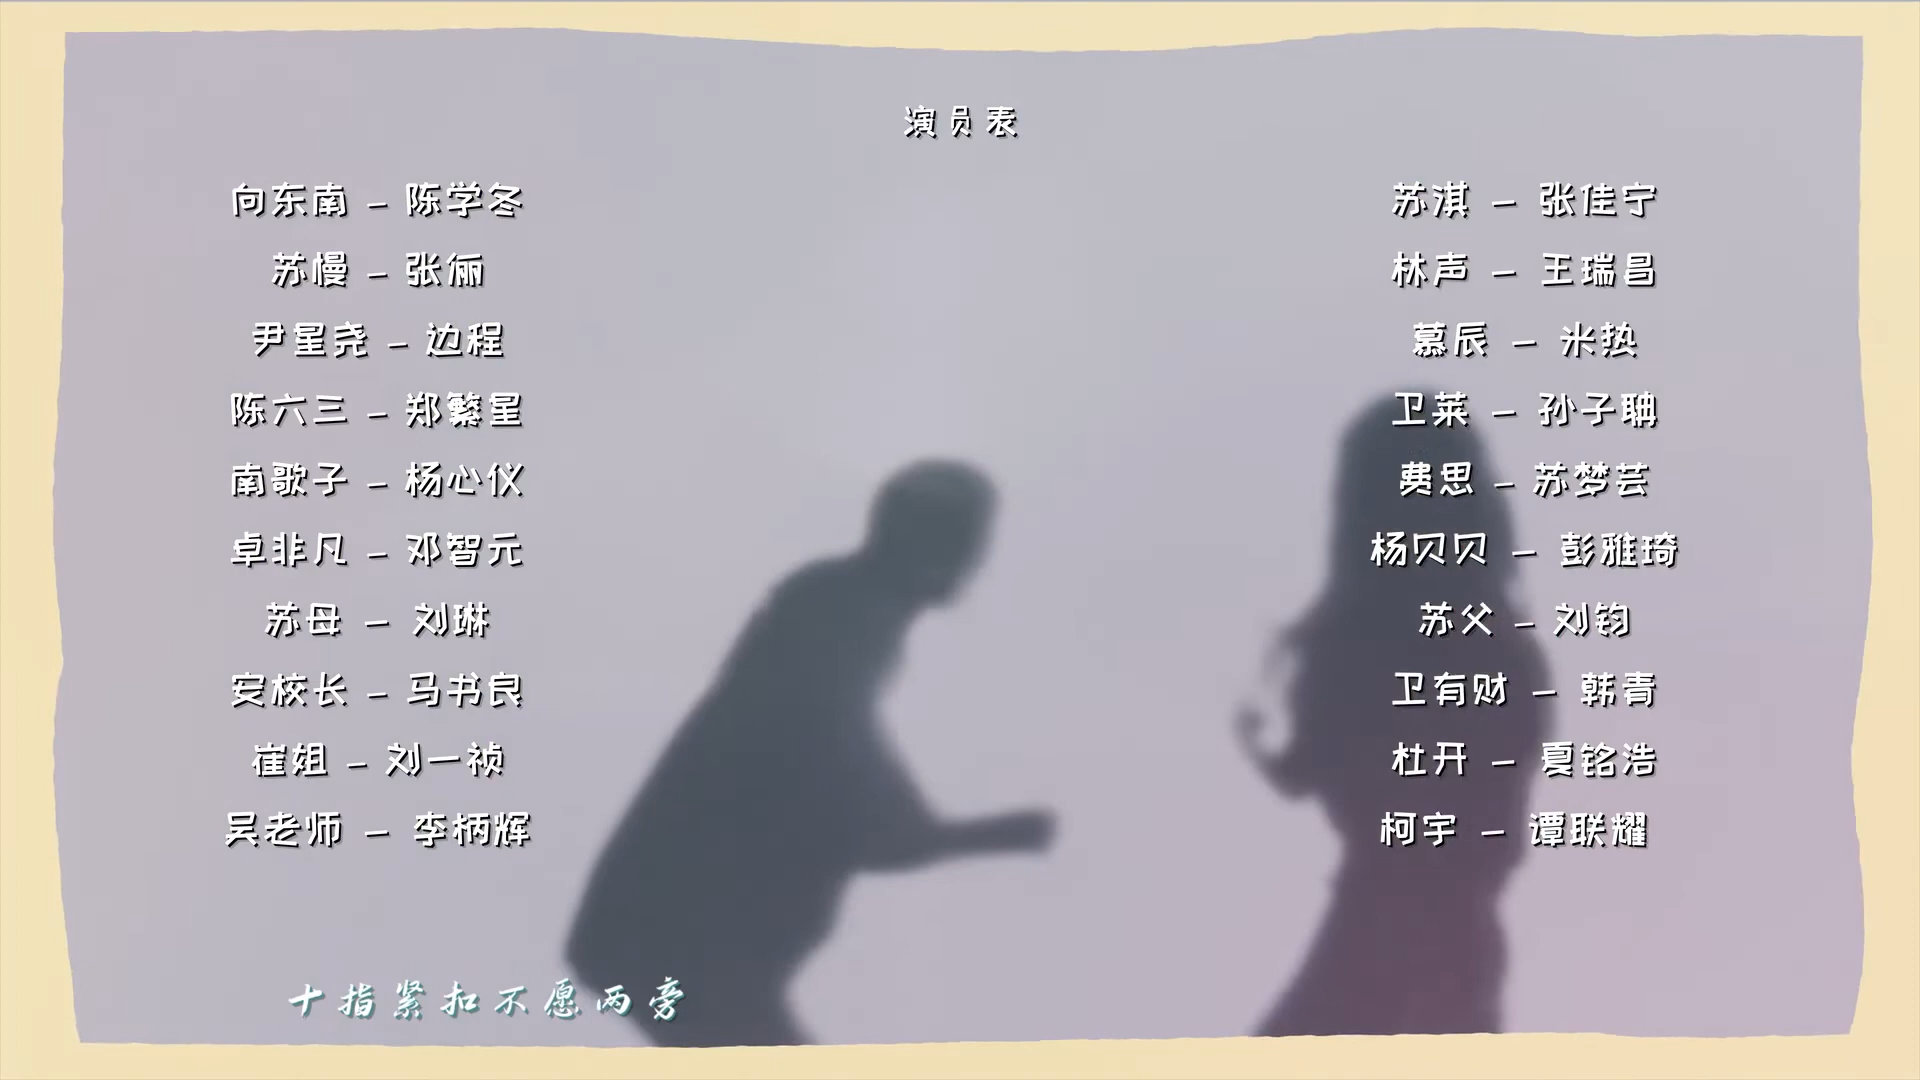 演员表
向东南 – 陈学冬
苏慢 – 张俪
尹星尧 – 边程
陈六三 – 郑繁星
南歌子 – 杨心仪
卓非凡 – 邓智元
苏母 – 刘琳
安校长 – 马书良
崔姐 – 刘一祯
吴老师 – 李柄辉
苏淇 – 张佳宁
林声 – 王瑞昌
慕辰 – 米热
卫莱 – 孙子聃
费思 – 苏梦芸
杨贝贝 – 彭雅琦
苏父 – 刘钧
卫有财 – 韩青
杜开 – 夏铭浩
柯宇 – 谭联耀
十指紧扣不愿两旁